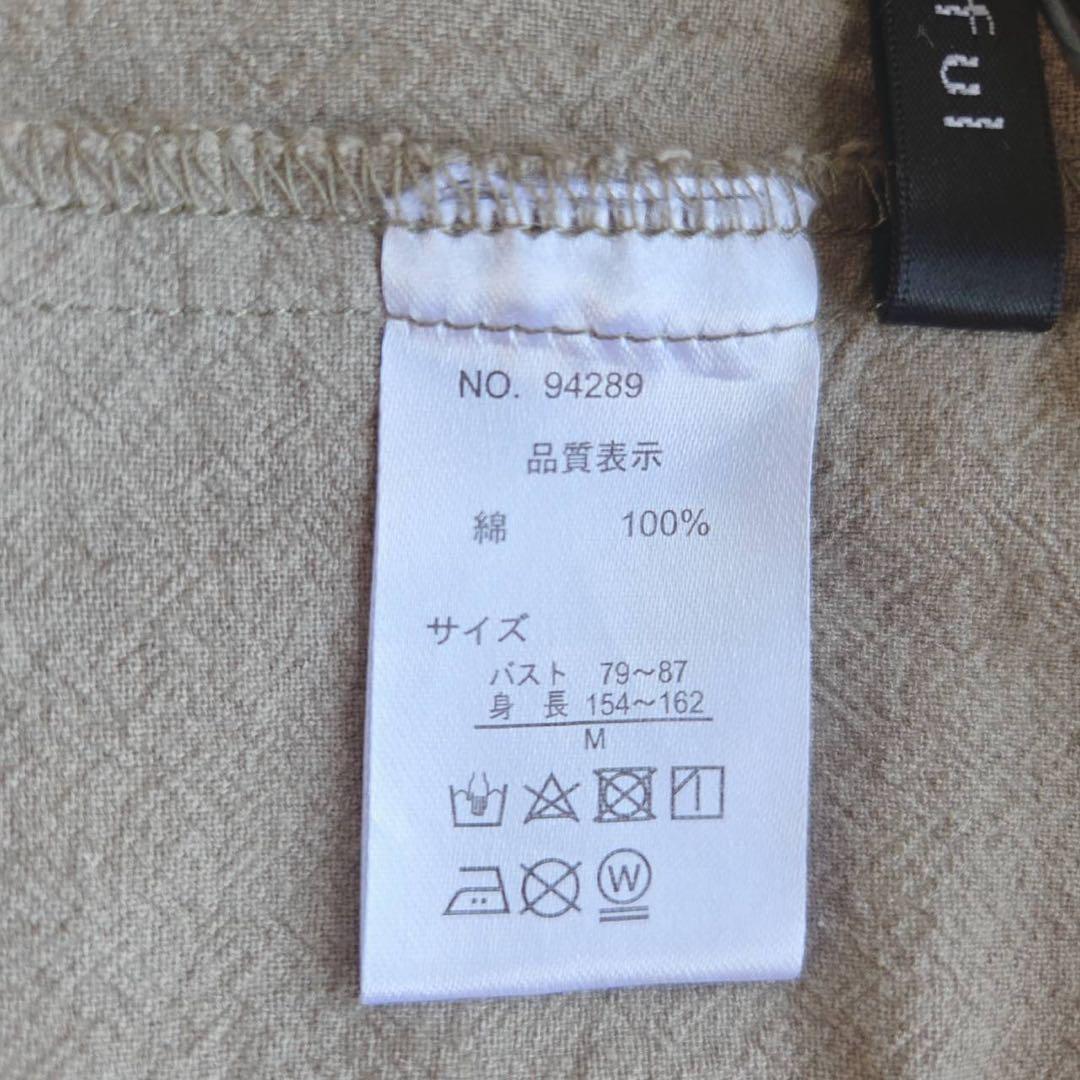 ful
NO. 94289
品質表示
綿 100%
サイズ
バスト 79〜87
身 長 154〜162
M
W